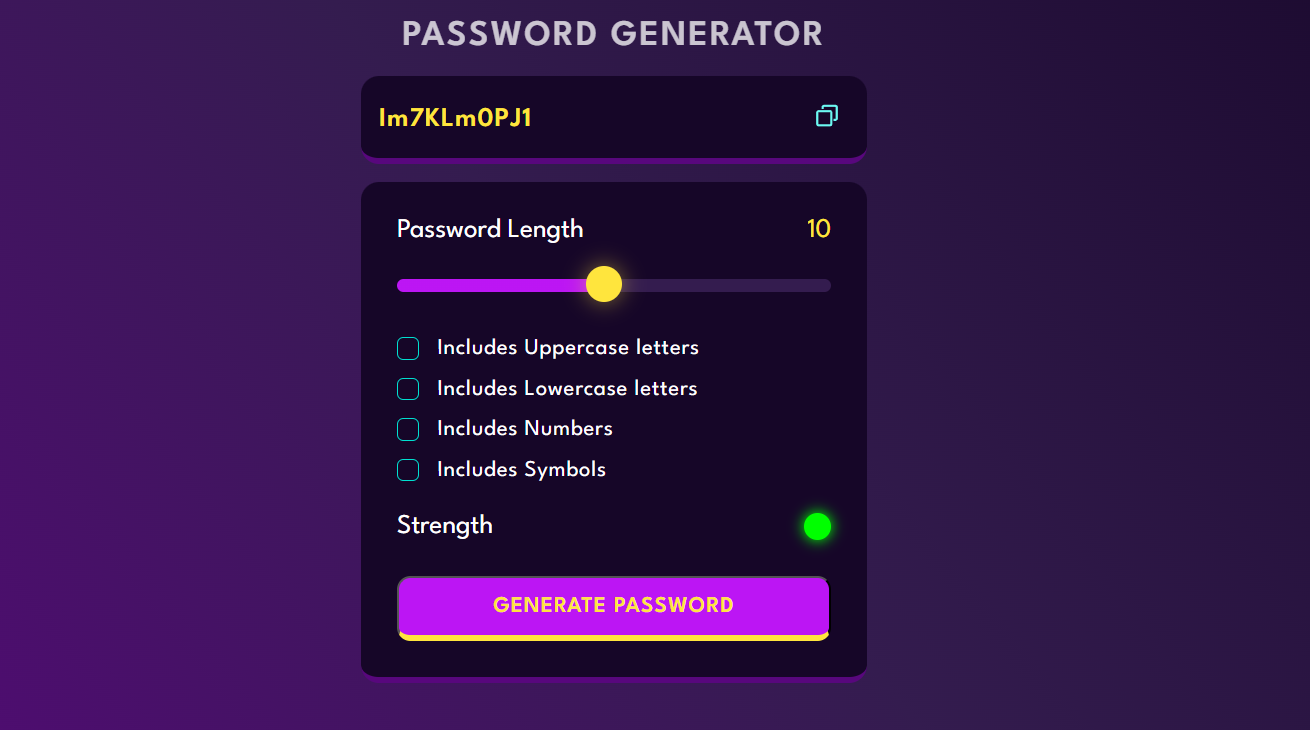 PASSWORD GENERATOR
Im7KLm0PJ1
Password Length 10
Includes Uppercase letters
Includes Lowercase letters
Includes Numbers
Includes Symbols
Strength
GENERATE PASSWORD